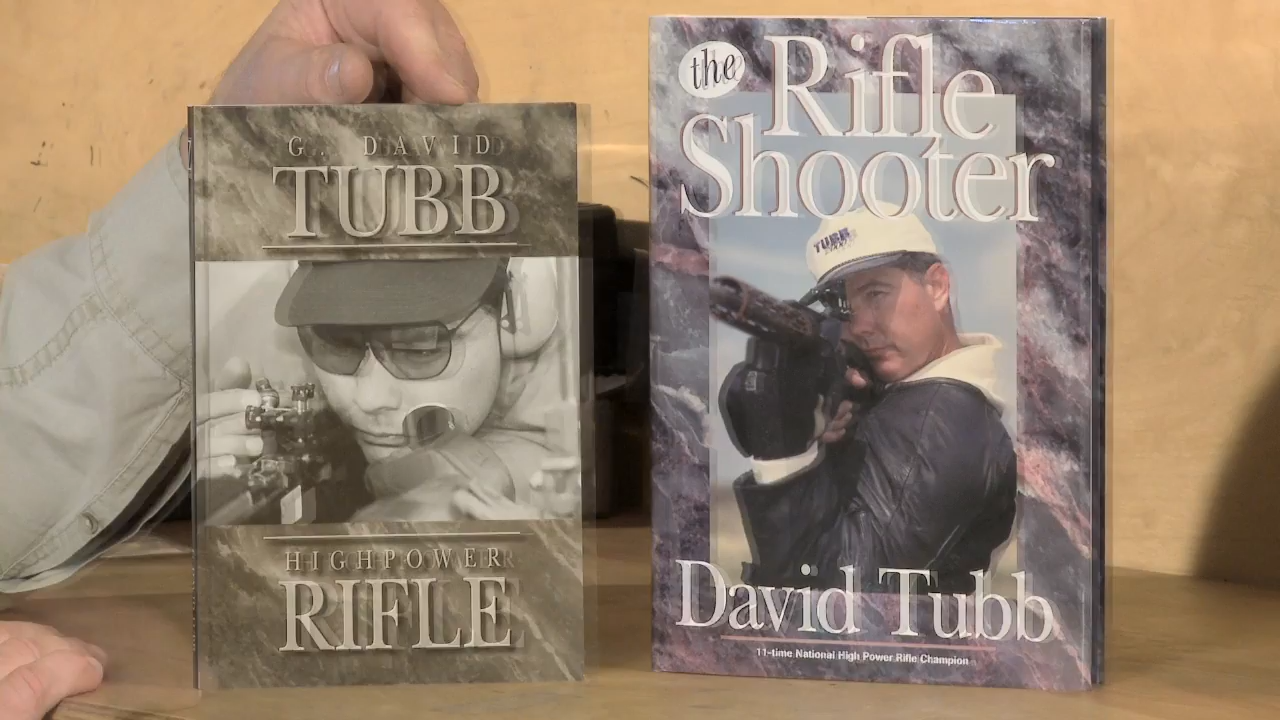 G. DAVID
TUBB
HIGHPOWER
RIFLE
the Rifle
Shooter
TUBB
David Tubb
11-time National High Power Rifle Champion